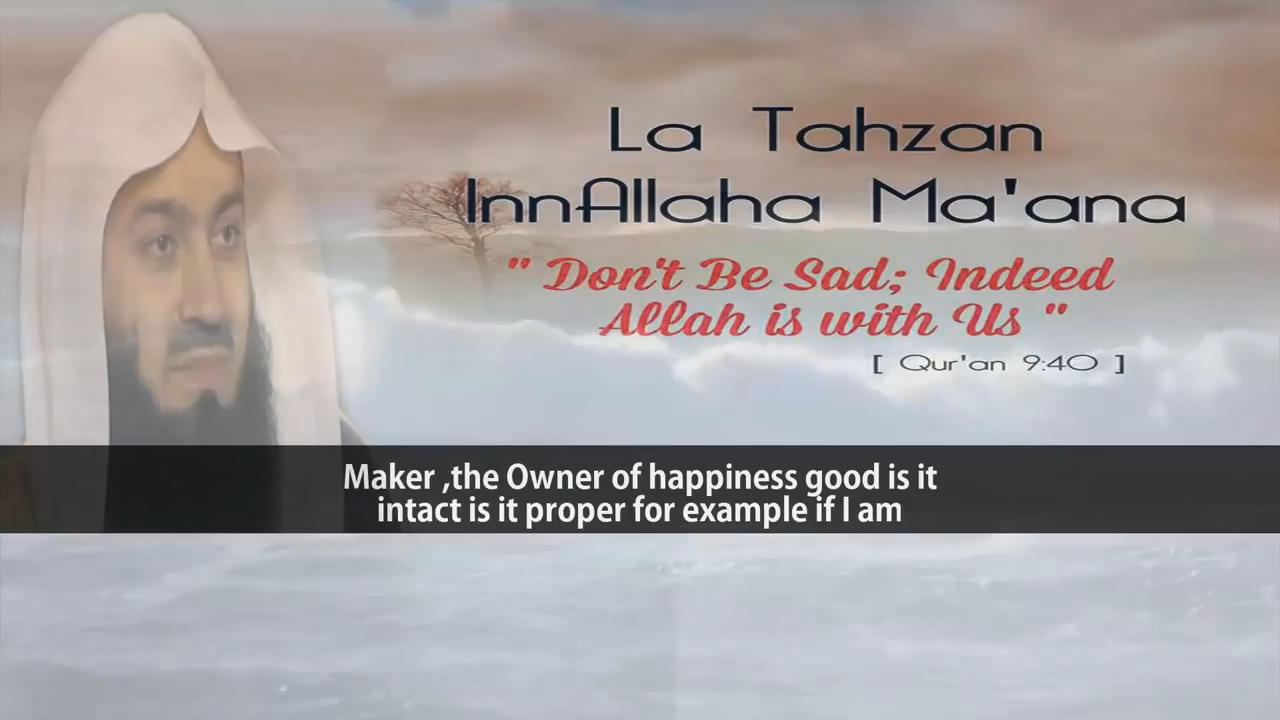 La Tahzan
InnAllaha Ma'ana
" Don't Be Sad; Indeed
Allah is with Us "
[ Qur'an 9:40 ]
Maker ,the Owner of happiness good is it
intact is it proper for example if I am